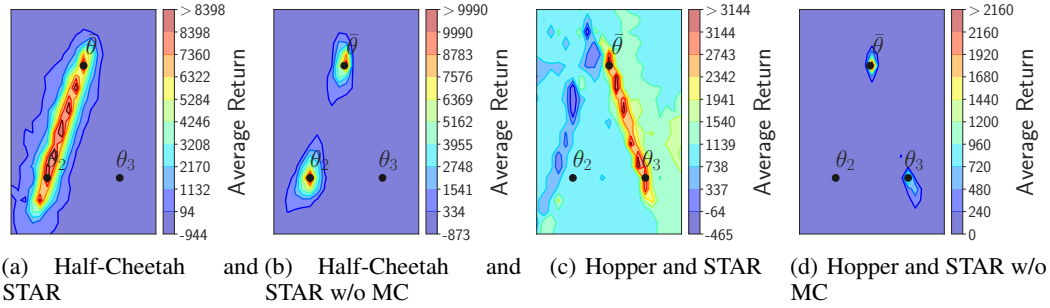 > 8398
8398
7360
6322
5284
4246
3208
2170
1132
94
-944
Average Return
θ̄
θ2
θ3
> 9990
9990
8783
7576
6369
5162
3955
2748
1541
334
-873
Average Return
θ̄
θ2
θ3
> 3144
3144
2743
2342
1941
1540
1139
738
337
-64
-465
Average Return
θ̄
θ2
θ3
> 2160
2160
1920
1680
1440
1200
960
720
480
240
0
Average Return
θ̄
θ2
θ3
(a) Half-Cheetah and
STAR
(b) Half-Cheetah and
STAR w/o MC
(c) Hopper and STAR
(d) Hopper and STAR w/o
MC